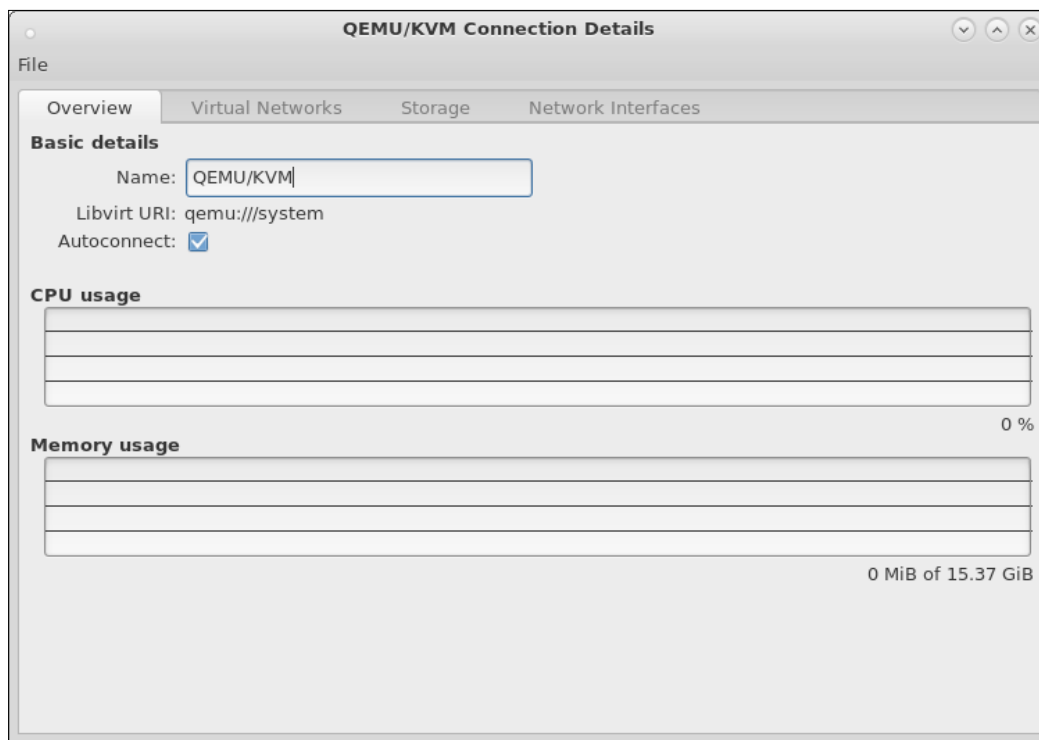 QEMU/KVM Connection Details
File
Overview Virtual Networks Storage Network Interfaces
Basic details
Name: QEMU/KVM
Libvirt URI: qemu:///system
Autoconnect:
CPU usage
0 %
Memory usage
0 MiB of 15.37 GiB